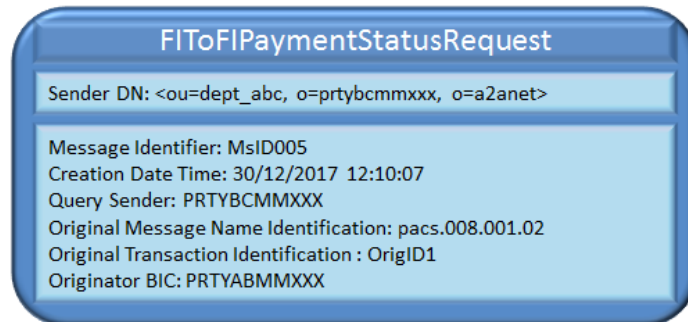 FIToFIPaymentStatusRequest
Sender DN: <ou=dept_abc, o=prtybcmmxxx, o=a2anet>
Message Identifier: MsID005
Creation Date Time: 30/12/2017 12:10:07
Query Sender: PRTYBCMMXXX
Original Message Name Identification: pacs.008.001.02
Original Transaction Identification : OrigID1
Originator BIC: PRTYABMMXXX